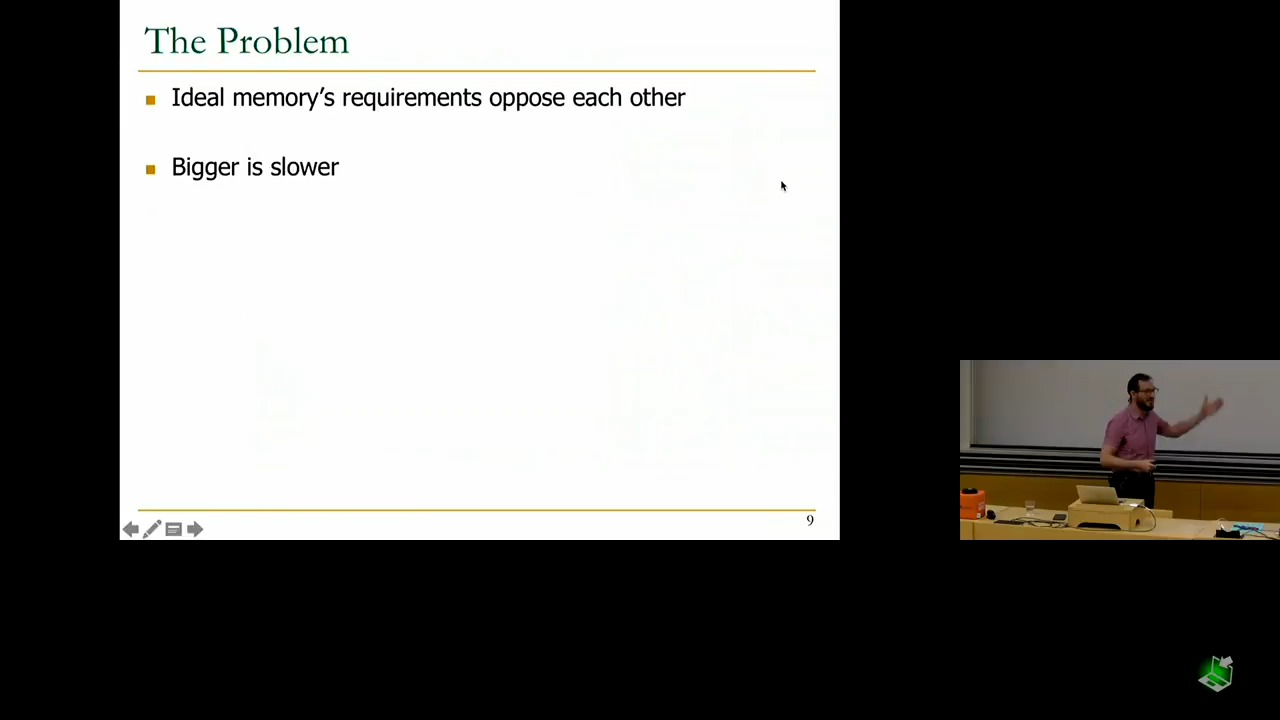 The Problem
Ideal memory’s requirements oppose each other
Bigger is slower
9